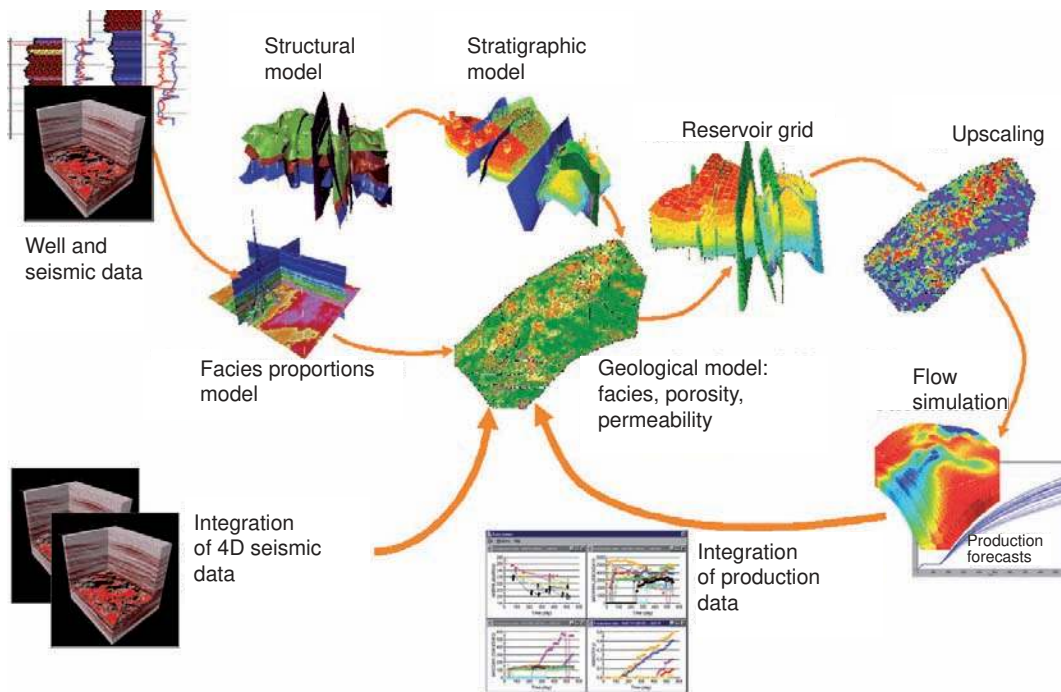 Structural
model
Stratigraphic
model
Reservoir grid
Upscaling
Well and
seismic data
Facies proportions
model
Geological model:
facies, porosity,
permeability
Flow
simulation
Production
forecasts
Integration
of 4D seismic
data
Integration
of production
data